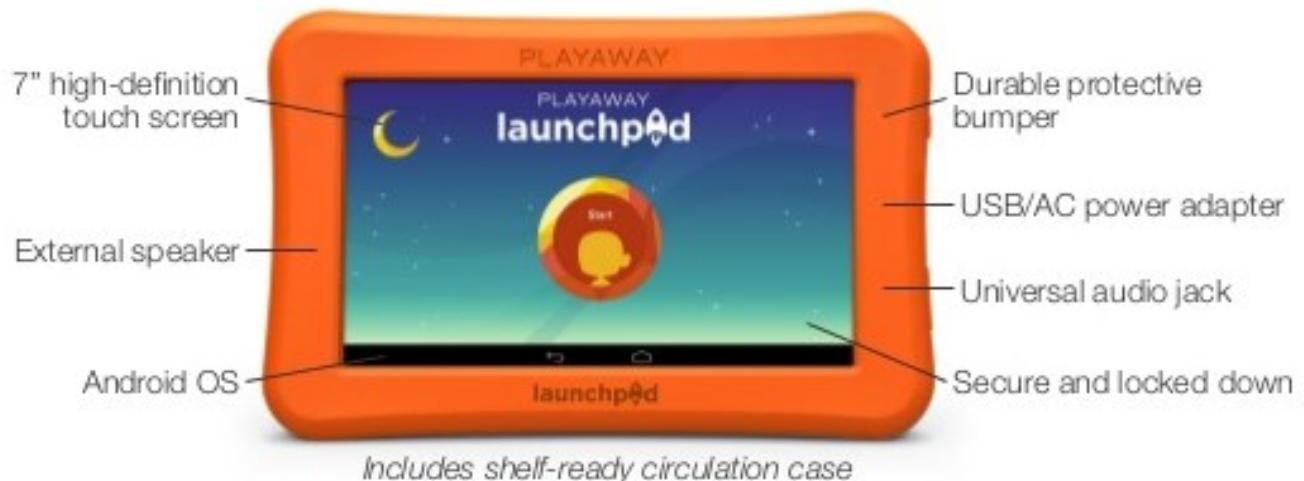 PLAYAWAY
7” high-definition
touch screen
PLAYAWAY
launchpad
Durable protective
bumper
Start
USB/AC power adapter
External speaker
Universal audio jack
Android OS
launchpad
Secure and locked down
Includes shelf-ready circulation case